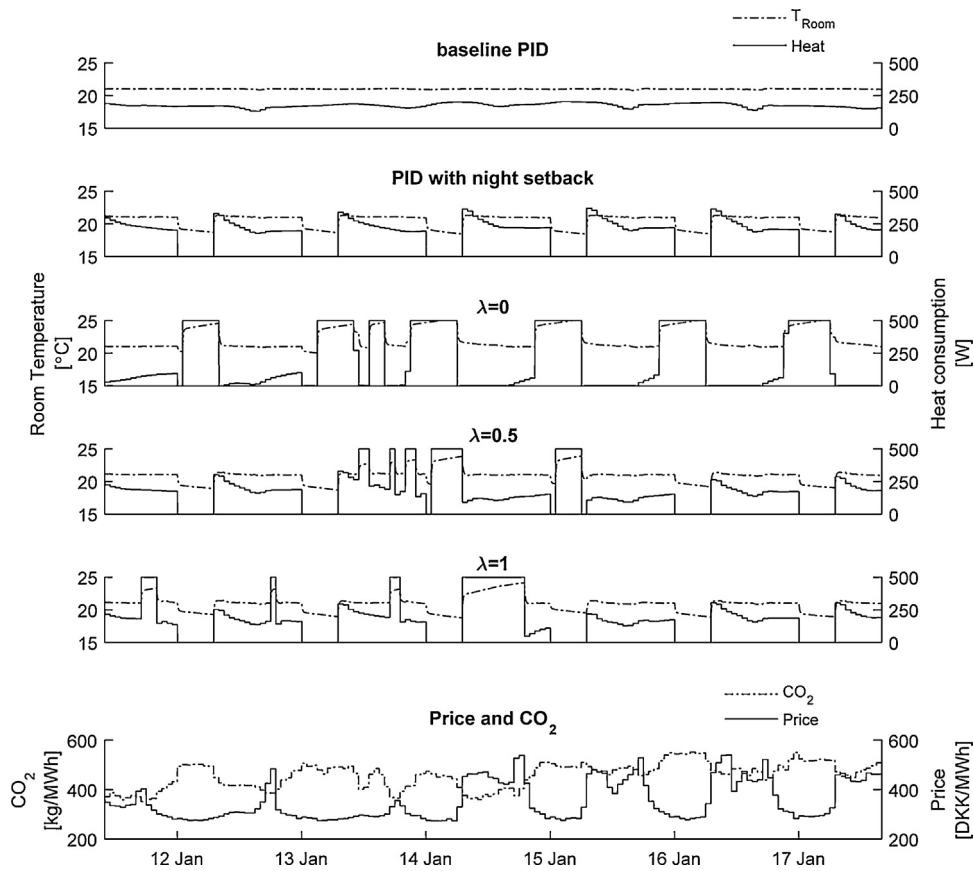 T_Room
Heat
baseline PID
25
20
15
500
250
0
PID with night setback
25
20
15
500
250
0
λ=0
25
20
15
500
250
0
λ=0.5
25
20
15
500
250
0
λ=1
25
20
15
500
250
0
Room Temperature
[°C]
Heat consumption
[W]
CO₂
Price
Price and CO₂
600
400
200
600
400
200
CO₂
[kg/MWh]
Price
[DKK/MWh]
12 Jan 13 Jan 14 Jan 15 Jan 16 Jan 17 Jan